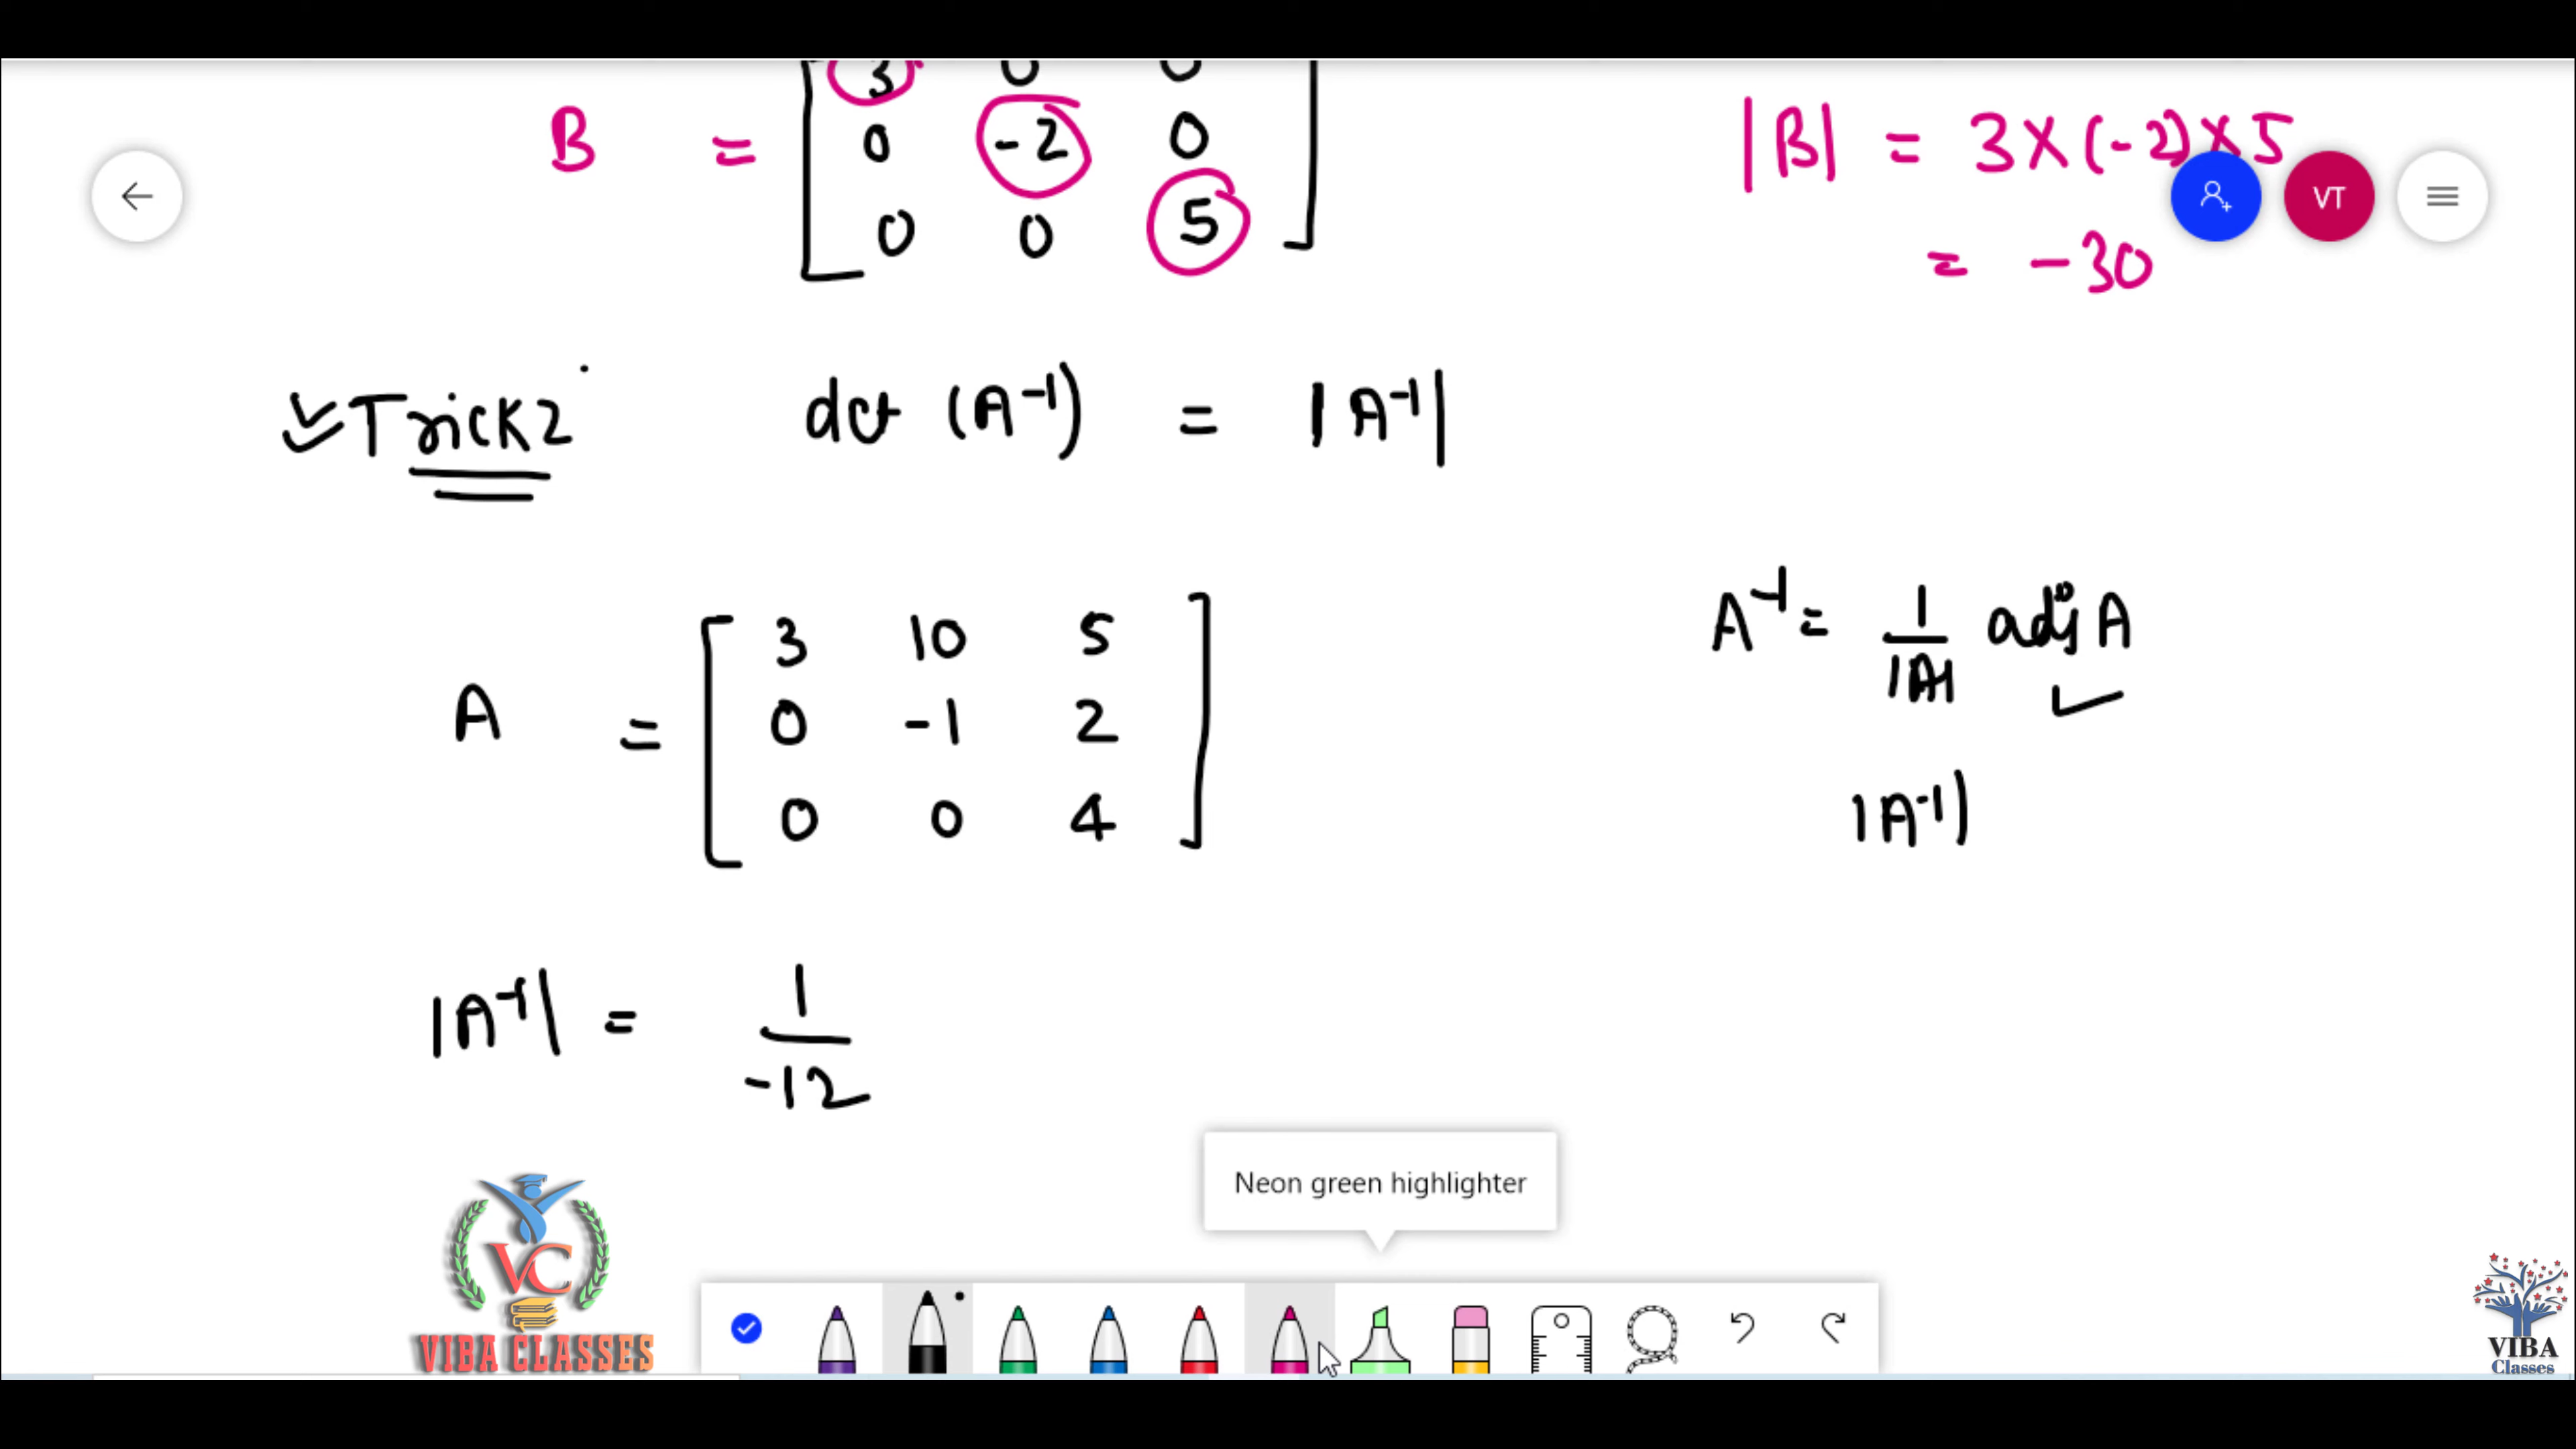 3 0 0
B = 0 -2 0
0 0 5
|B| = 3 × (-2) × 5
= -30
VT
Trick 2 det (A⁻¹) = |A⁻¹|
A = [ 3 10 5
0 -1 2
0 0 4 ]
A⁻¹ = 1/|A| adj A
|A⁻¹|
|A⁻¹| = 1/-12
Neon green highlighter
VC
VIBA CLASSES
VIBA
Classes